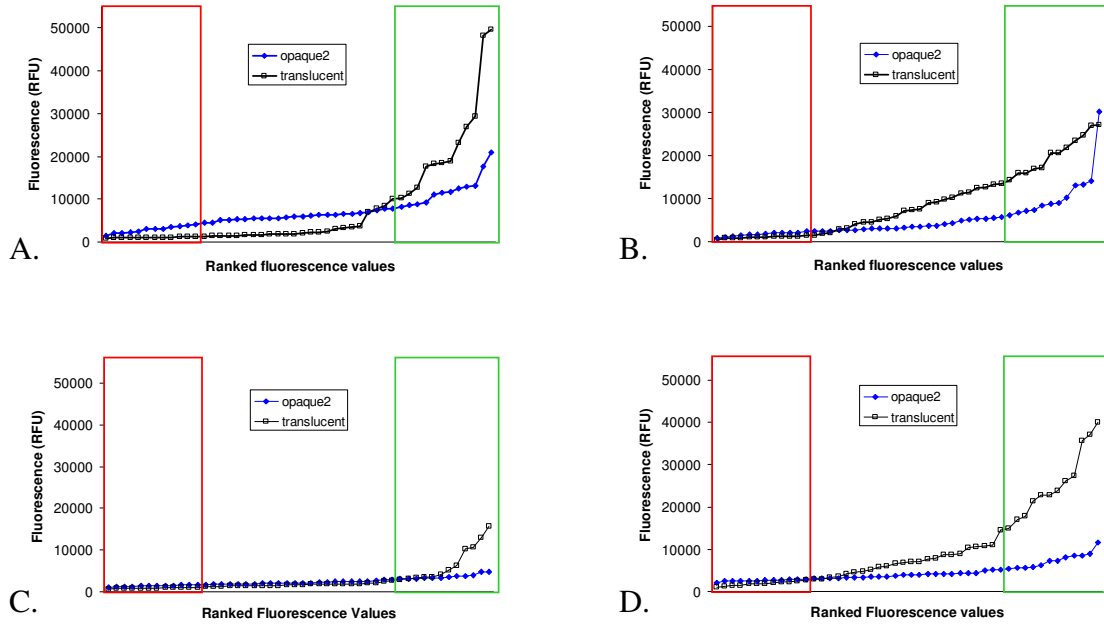 50000
40000
30000
20000
10000
0
Fluorescence (RFU)
opaque2
translucent
Ranked fluorescence values
A.
50000
40000
30000
20000
10000
0
Fluorescence (RFU)
opaque2
translucent
Ranked fluorescence values
B.
50000
40000
30000
20000
10000
0
Fluorescence (RFU)
opaque2
translucent
Ranked Fluorescence Values
C.
50000
40000
30000
20000
10000
0
Fluorescence (RFU)
opaque2
translucent
Ranked Fluorescence values
D.